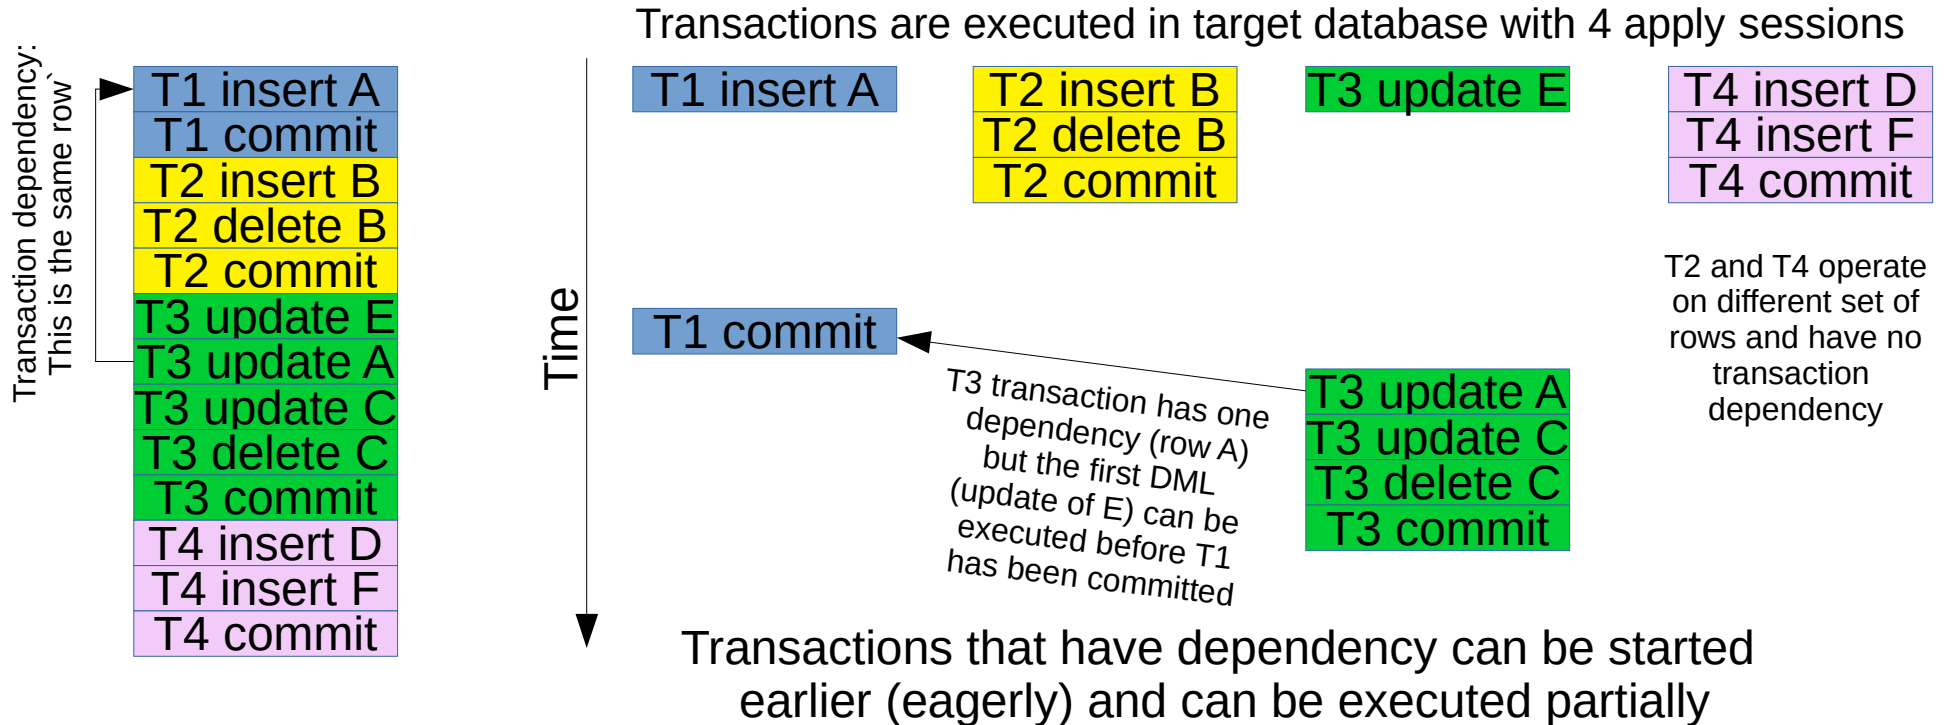 Transactions are executed in target database with 4 apply sessions
Transaction dependency:
This is the same row`
T1 insert A
T1 commit
T2 insert B
T2 delete B
T2 commit
T3 update E
T3 update A
T3 update C
T3 delete C
T3 commit
T4 insert D
T4 insert F
T4 commit
Time
T1 insert A
T1 commit
T2 insert B
T2 delete B
T2 commit
T3 transaction has one
dependency (row A)
but the first DML
(update of E) can be
executed before T1
has been committed
T3 update E
T3 update A
T3 update C
T3 delete C
T3 commit
T4 insert D
T4 insert F
T4 commit
T2 and T4 operate
on different set of
rows and have no
transaction
dependency
Transactions that have dependency can be started
earlier (eagerly) and can be executed partially